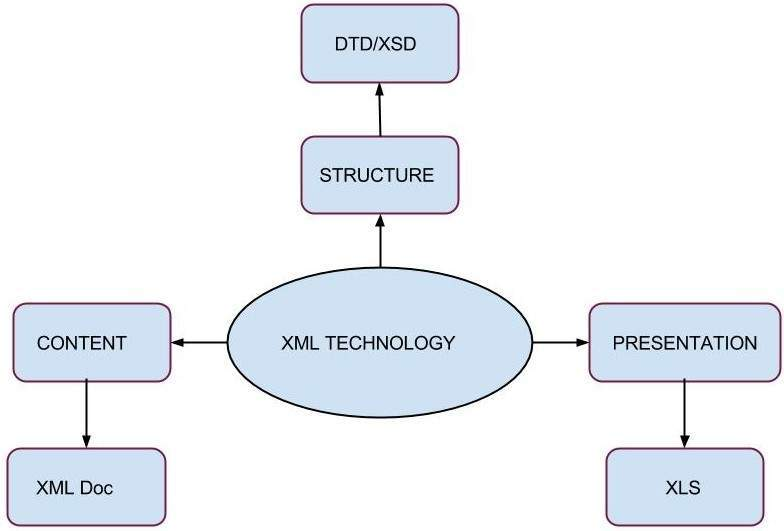 DTD/XSD
STRUCTURE
CONTENT
XML TECHNOLOGY
PRESENTATION
XML Doc
XLS